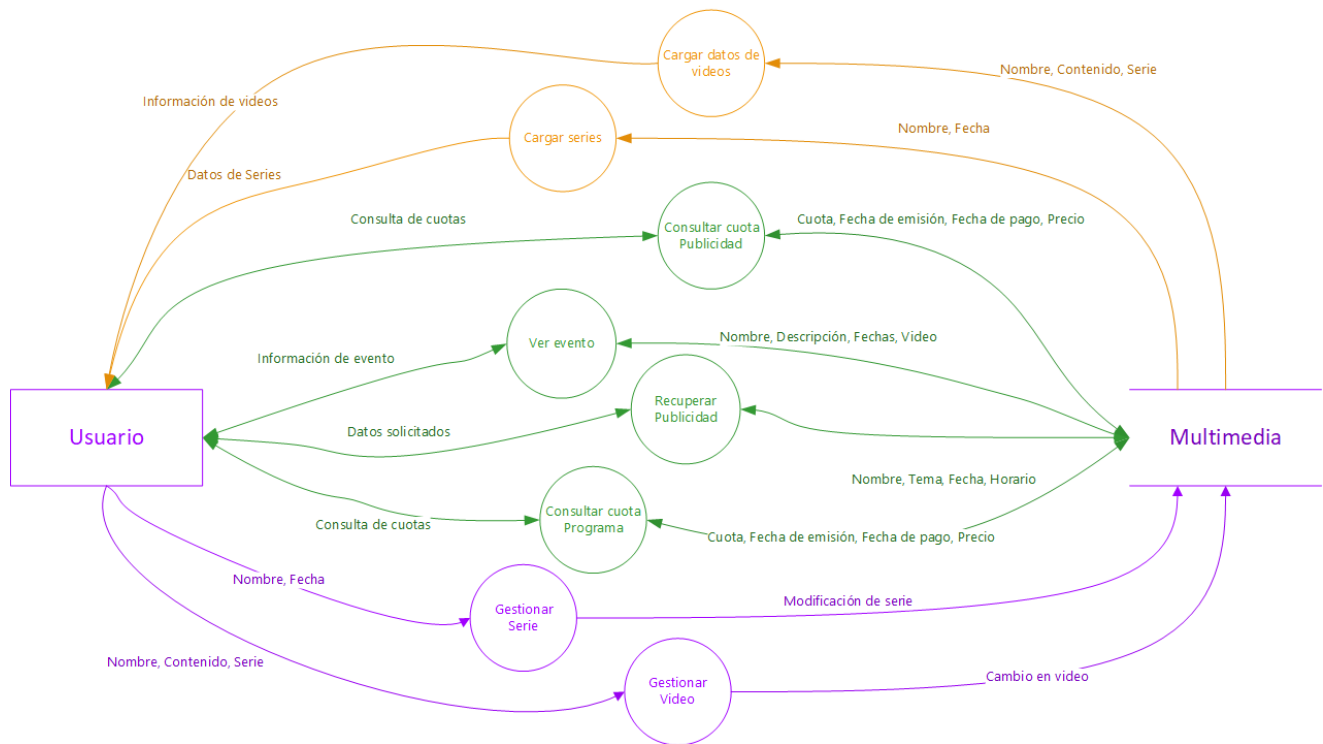 Cargar datos de
videos
Nombre, Contenido, Serie
Información de videos
Cargar series
Nombre, Fecha
Datos de Series
Consulta de cuotas
Consultar cuota
Publicidad
Cuota, Fecha de emisión, Fecha de pago, Precio
Ver evento
Nombre, Descripción, Fechas, Video
Información de evento
Recuperar
Publicidad
Datos solicitados
Usuario
Multimedia
Nombre, Tema, Fecha, Horario
Consultar cuota
Programa
Consulta de cuotas
Cuota, Fecha de emisión, Fecha de pago, Precio
Nombre, Fecha
Gestionar
Serie
Modificación de serie
Nombre, Contenido, Serie
Gestionar
Video
Cambio en video